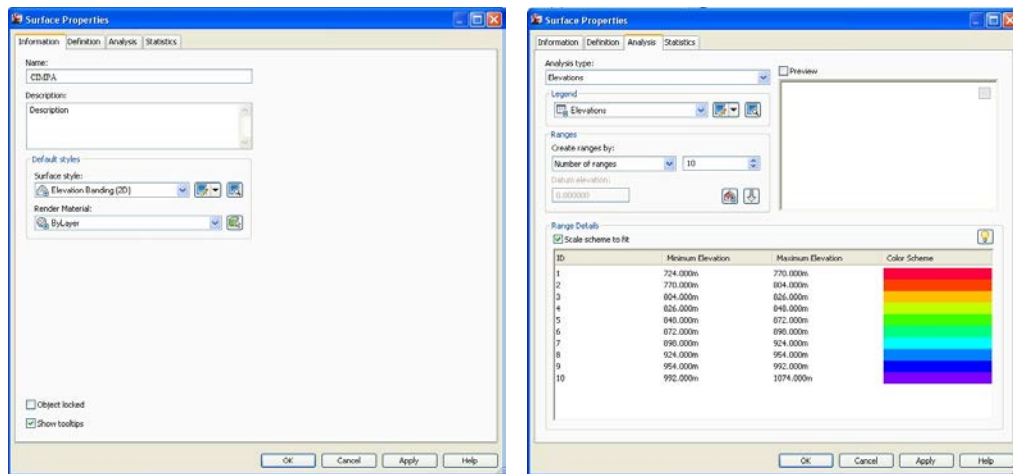 Surface Properties
Information Definition Analysis Statistics
Name:
CIMPA
Description:
Description
Default styles
Surface style:
Elevation Banding (2D)
Render Material:
ByLayer
Object locked
Show tooltips
OK Cancel Apply Help
Surface Properties
Information Definition Analysis Statistics
Analysis type:
Elevations
Preview
Legend
Elevations
Ranges
Create ranges by:
Number of ranges 10
Datum elevation:
0.000000
Range Details
Scale scheme to fit
ID Minimum Elevation Maximum Elevation Color Scheme
1 724.000m 770.000m
2 770.000m 804.000m
3 804.000m 826.000m
4 826.000m 848.000m
5 848.000m 872.000m
6 872.000m 898.000m
7 898.000m 924.000m
8 924.000m 954.000m
9 954.000m 992.000m
10 992.000m 1074.000m
OK Cancel Apply Help